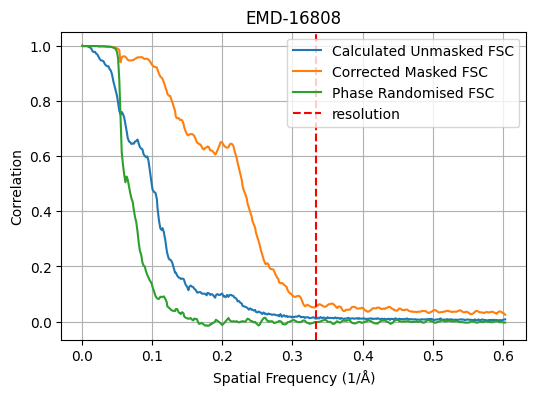 EMD-16808
Calculated Unmasked FSC
Corrected Masked FSC
Phase Randomised FSC
resolution
Correlation
1.0
0.8
0.6
0.4
0.2
0.0
0.0 0.1 0.2 0.3 0.4 0.5 0.6
Spatial Frequency (1/Å)